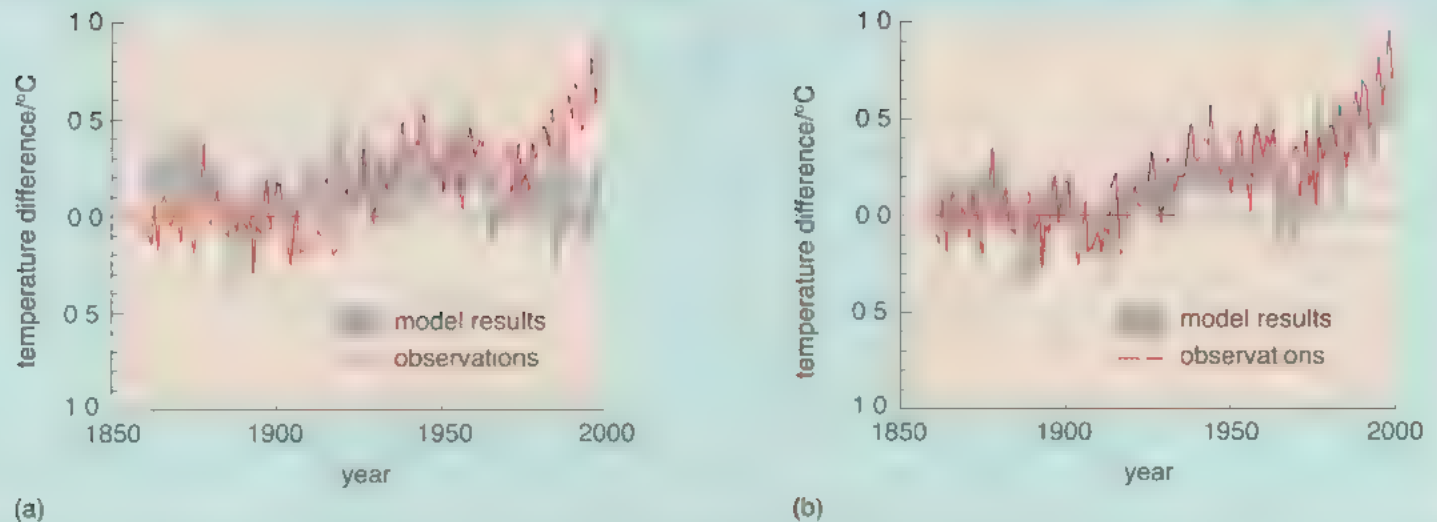 1 0
0 5
0 0
0 5
1 0
temperature difference/°C
1850
1900
1950
2000
year
model results
observations
(a)
1 0
0 5
0 0
0 5
1 0
temperature difference/°C
1850
1900
1950
2000
year
model results
observat ons
(b)